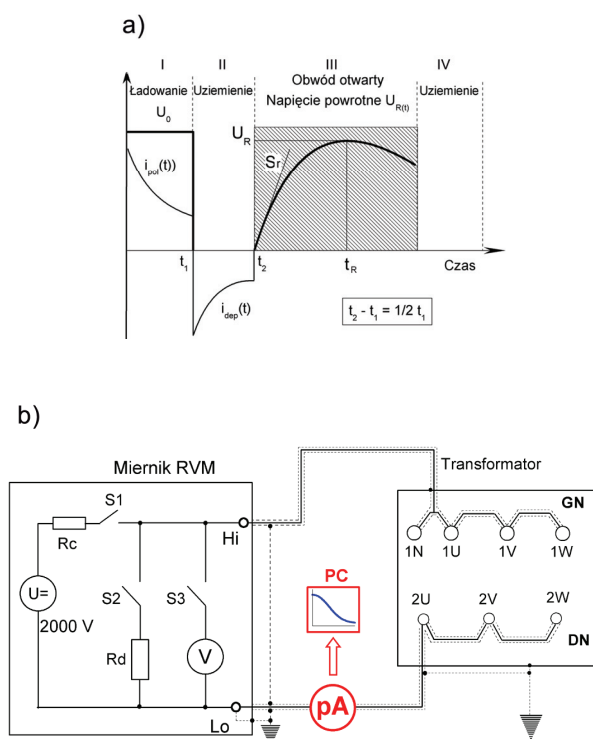 a)
I II III IV
Ładowanie Uziemienie Obwód otwarty Uziemienie
U₀ Napięcie powrotne U_R(t)
U_R
S_r
i_pol(t))
t₁ t₂ t_R Czas
i_dep(t)
t₂ - t₁ = 1/2 t₁
b)
Miernik RVM Transformator
S1 GN
Rc Hi 1N 1U 1V 1W
PC
U= S2 S3 2U 2V 2W
2000 V
Rd V DN
pA
Lo